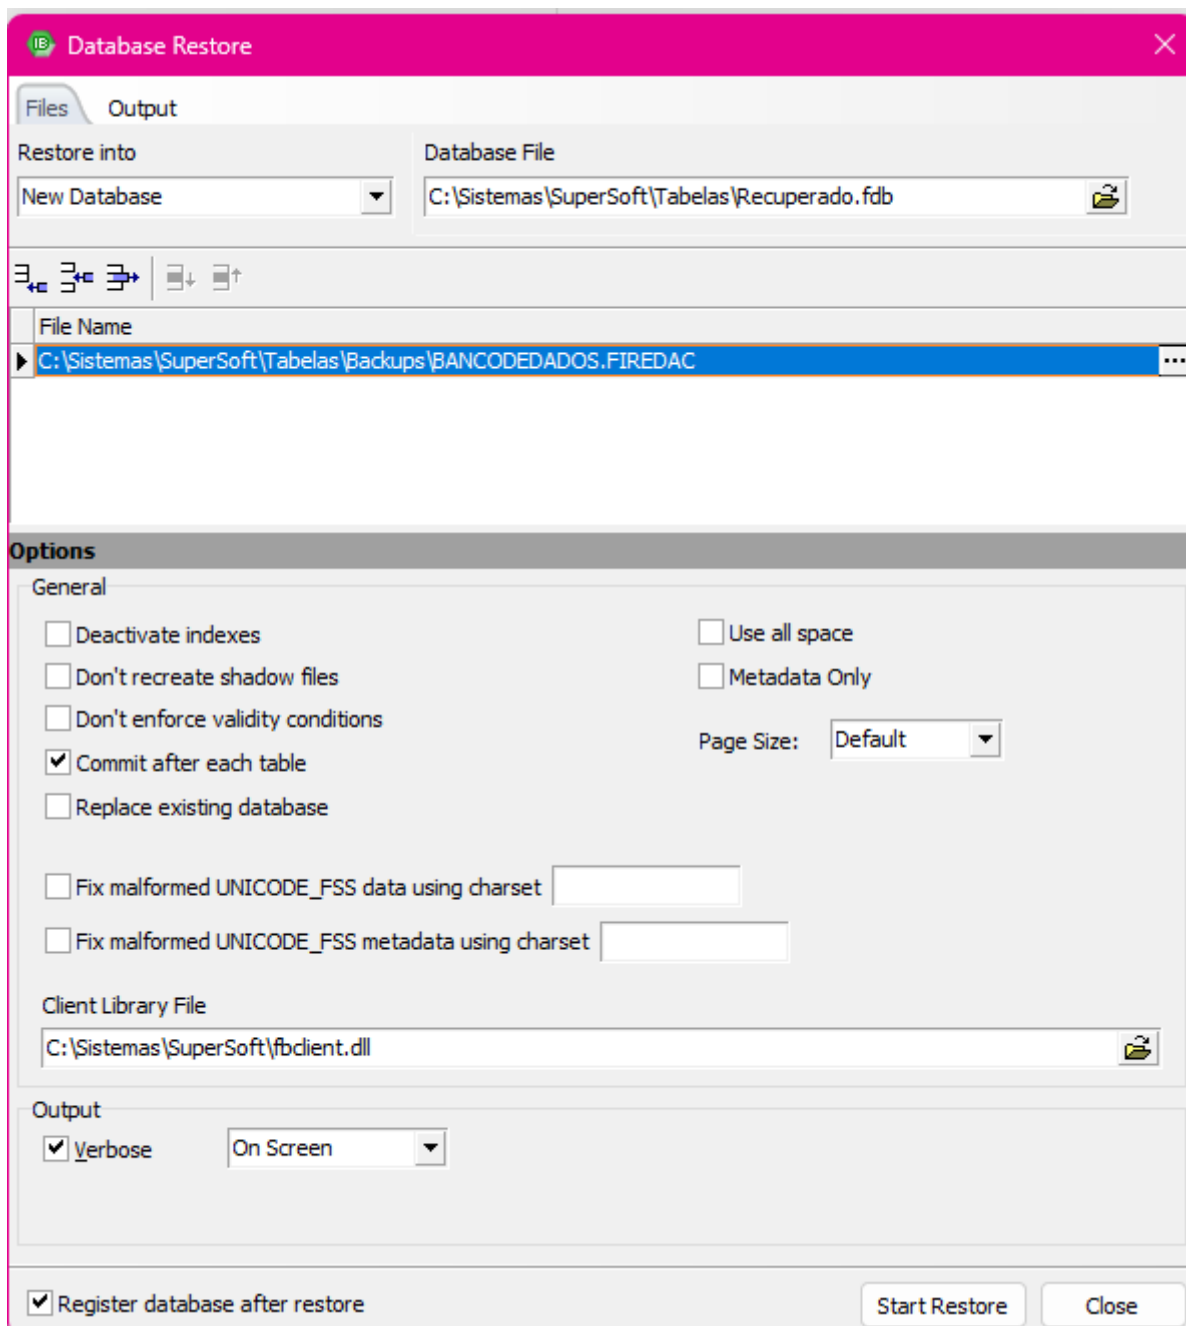 IB Database Restore
Files Output
Restore into Database File
New Database C:\Sistemas\SuperSoft\Tabelas\Recuperado.fdb
File Name
C:\Sistemas\SuperSoft\Tabelas\Backups\BANCODEDADOS.FIREDAC ...
Options
General
Deactivate indexes Use all space
Don't recreate shadow files Metadata Only
Don't enforce validity conditions
Page Size: Default
Commit after each table
Replace existing database
Fix malformed UNICODE_FSS data using charset
Fix malformed UNICODE_FSS metadata using charset
Client Library File
C:\Sistemas\SuperSoft\fbclient.dll
Output
Verbose On Screen
Register database after restore Start Restore Close